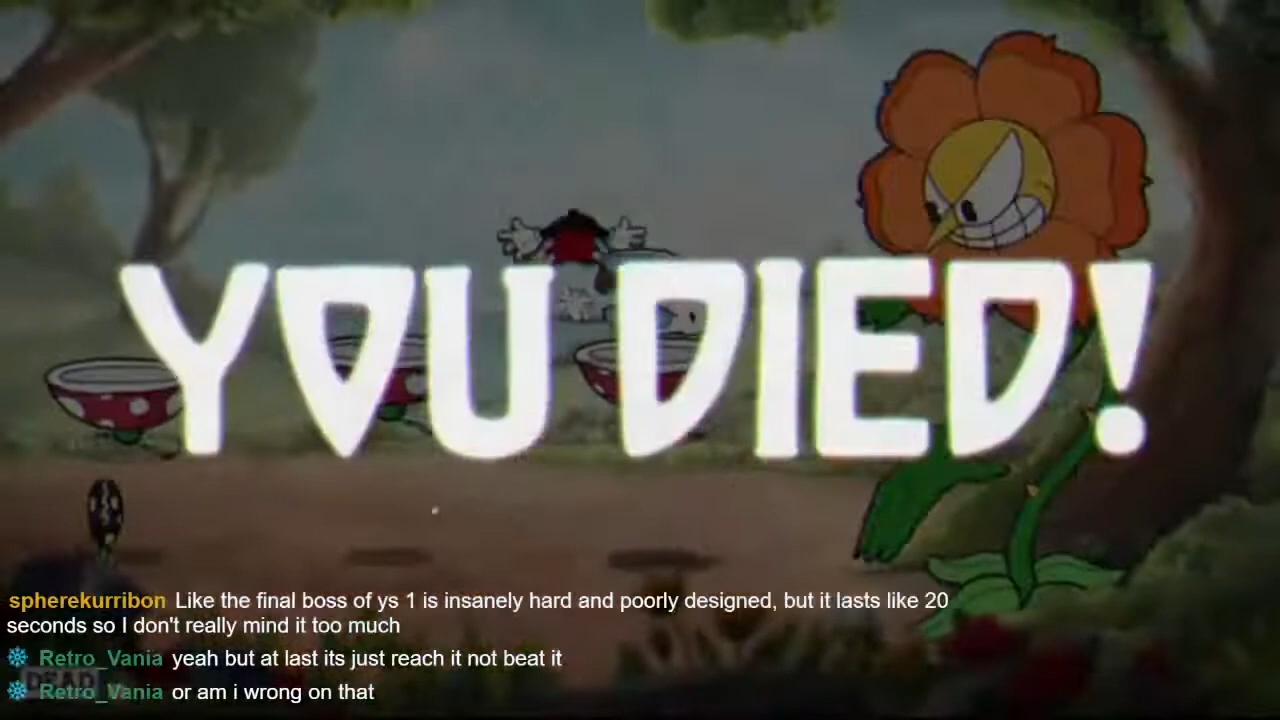 YOU DIED!
spherekurribon Like the final boss of ys 1 is insanely hard and poorly designed, but it lasts like 20
seconds so I don't really mind it too much
Retro_Vania yeah but at last its just reach it not beat it
DEAD
Retro_Vania or am i wrong on that